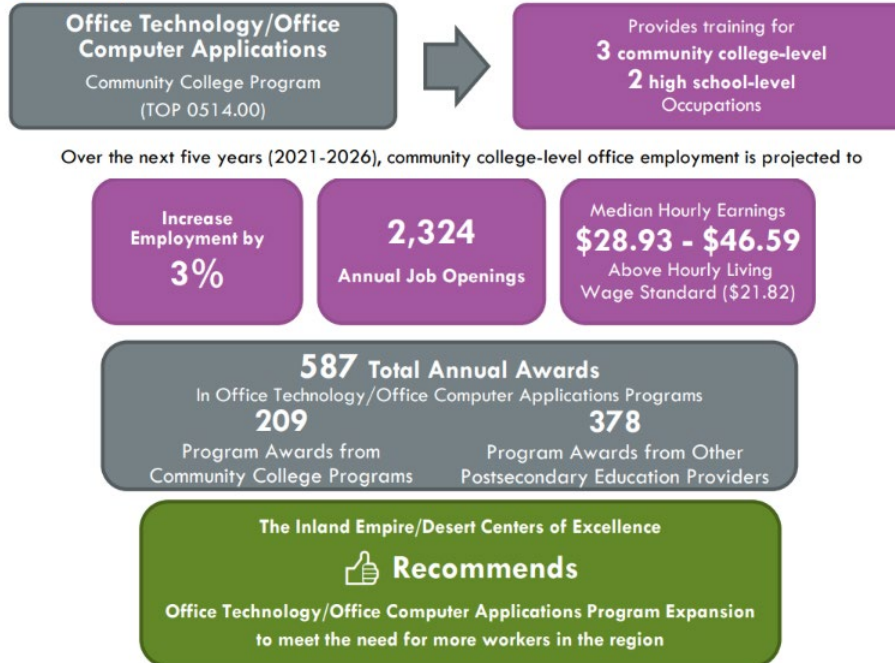 Office Technology/Office
Computer Applications
Community College Program
(TOP 0514.00)
Provides training for
3 community college-level
2 high school-level
Occupations
Over the next five years (2021-2026), community college-level office employment is projected to
Increase
Employment by
3%
2,324
Annual Job Openings
Median Hourly Earnings
$28.93 - $46.59
Above Hourly Living
Wage Standard ($21.82)
587 Total Annual Awards
In Office Technology/Office Computer Applications Programs
209
Program Awards from
Community College Programs
378
Program Awards from Other
Postsecondary Education Providers
The Inland Empire/Desert Centers of Excellence
Recommends
Office Technology/Office Computer Applications Program Expansion
to meet the need for more workers in the region